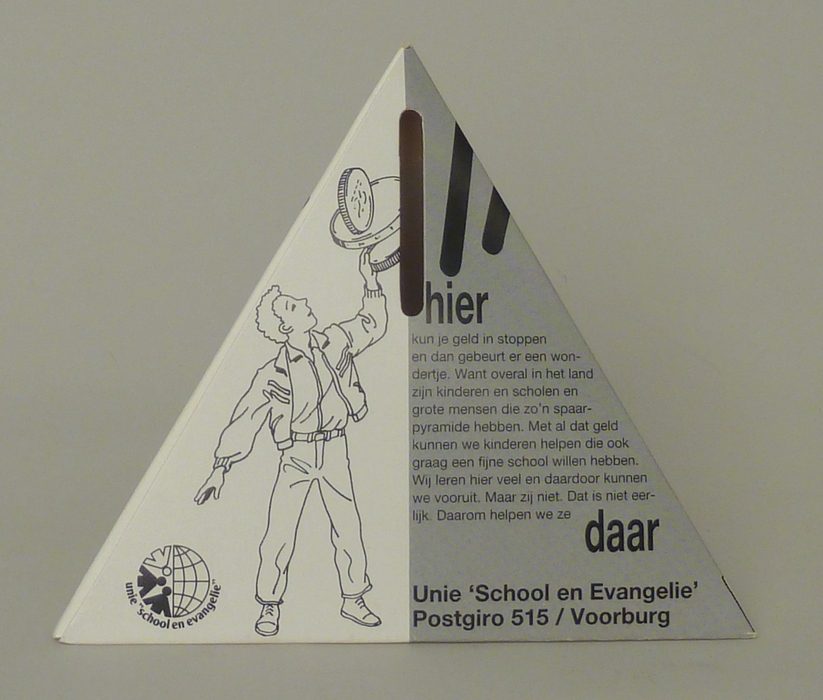 hier
kun je geld in stoppen
en dan gebeurt er een won-
dertje. Want overal in het land
zijn kinderen en scholen en
grote mensen die zo'n spaar-
pyramide hebben. Met al dat geld
kunnen we kinderen helpen die ook
graag een fijne school willen hebben.
Wij leren hier veel en daardoor kunnen
we vooruit. Maar zij niet. Dat is niet eer-
lijk. Daarom helpen we ze
daar
Unie 'School en Evangelie'
Postgiro 515 / Voorburg
unie "school en evangelie"